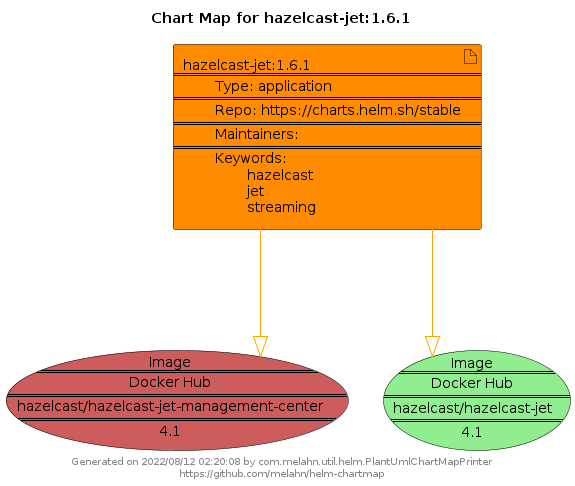 Chart Map for hazelcast-jet:1.6.1
hazelcast-jet:1.6.1
Type: application
Repo: https://charts.helm.sh/stable
Maintainers:
Keywords:
hazelcast
jet
streaming
Image
Docker Hub
hazelcast/hazelcast-jet-management-center
4.1
Image
Docker Hub
hazelcast/hazelcast-jet
4.1
Generated on 2022/08/12 02:20:08 by com.melahn.util.helm.PlantUmlChartMapPrinter
https://github.com/melahn/helm-chartmap